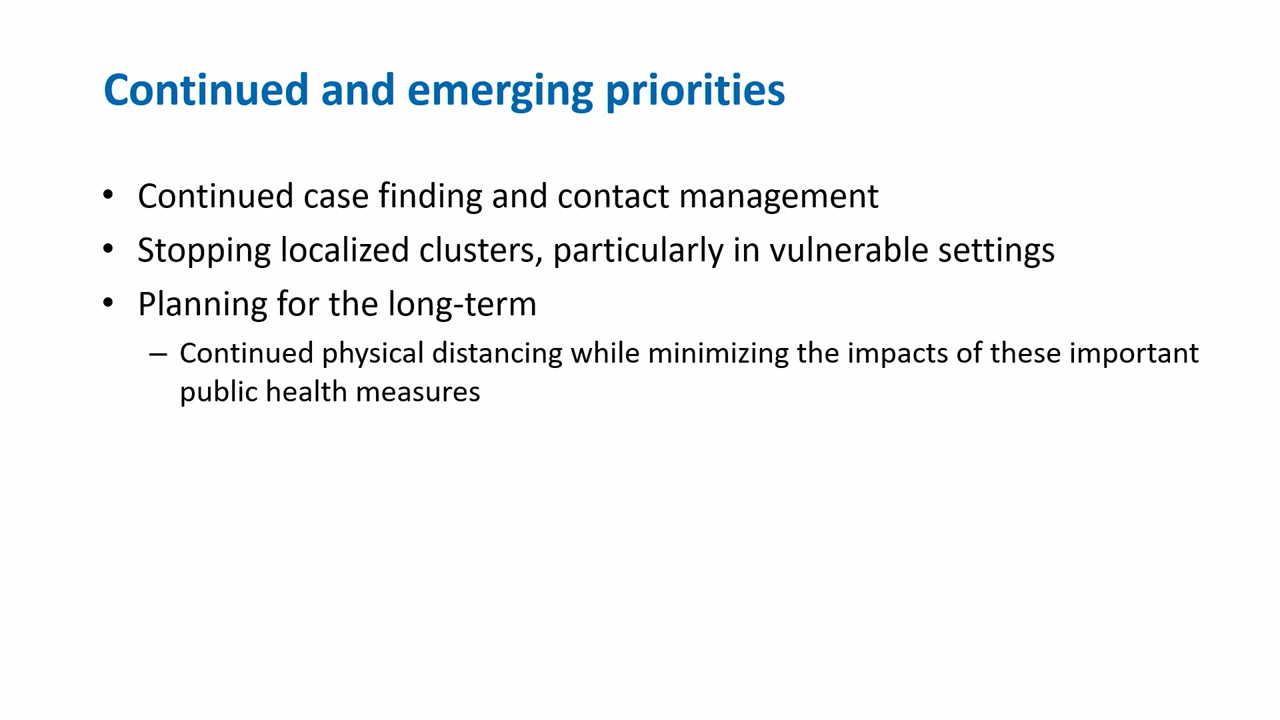 Continued and emerging priorities
• Continued case finding and contact management
• Stopping localized clusters, particularly in vulnerable settings
• Planning for the long-term
– Continued physical distancing while minimizing the impacts of these important
public health measures